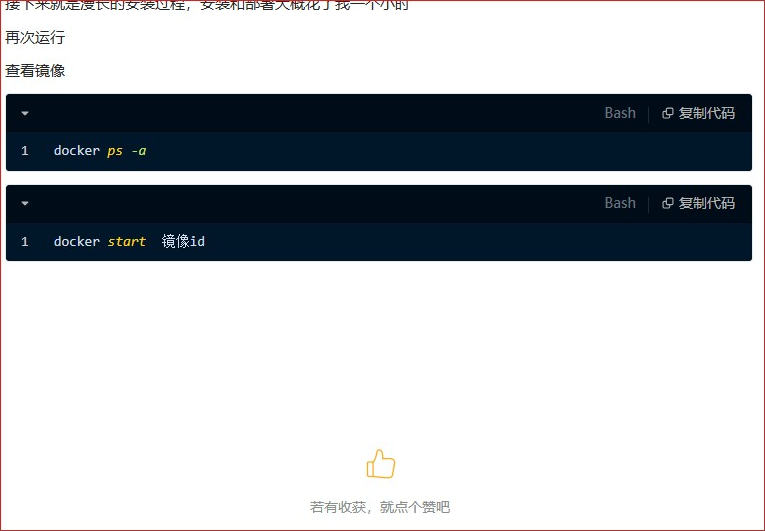 接下来就是漫长的安装过程，安装和部署大概花了我一个小时
再次运行
查看镜像
Bash 复制代码
1 docker ps -a
Bash 复制代码
1 docker start 镜像id
若有收获，就点个赞吧